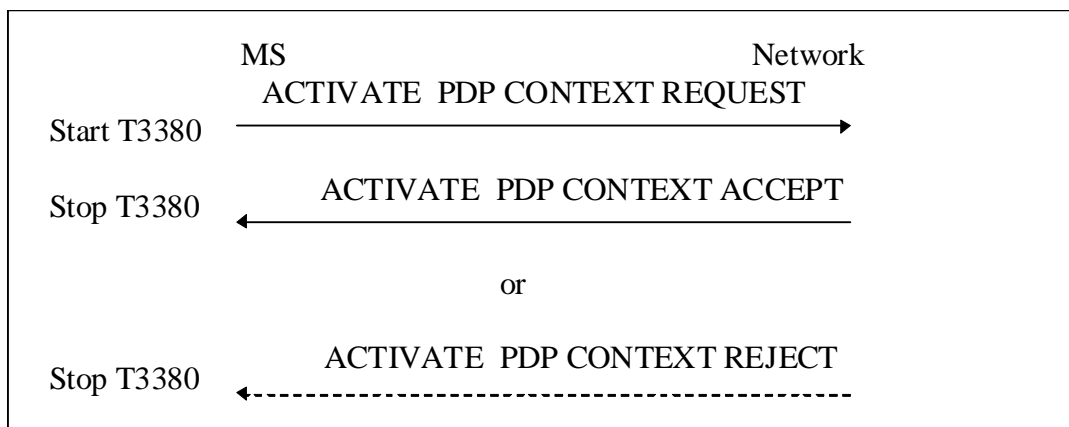 MS Network
ACTIVATE PDP CONTEXT REQUEST
Start T3380
ACTIVATE PDP CONTEXT ACCEPT
Stop T3380
or
ACTIVATE PDP CONTEXT REJECT
Stop T3380